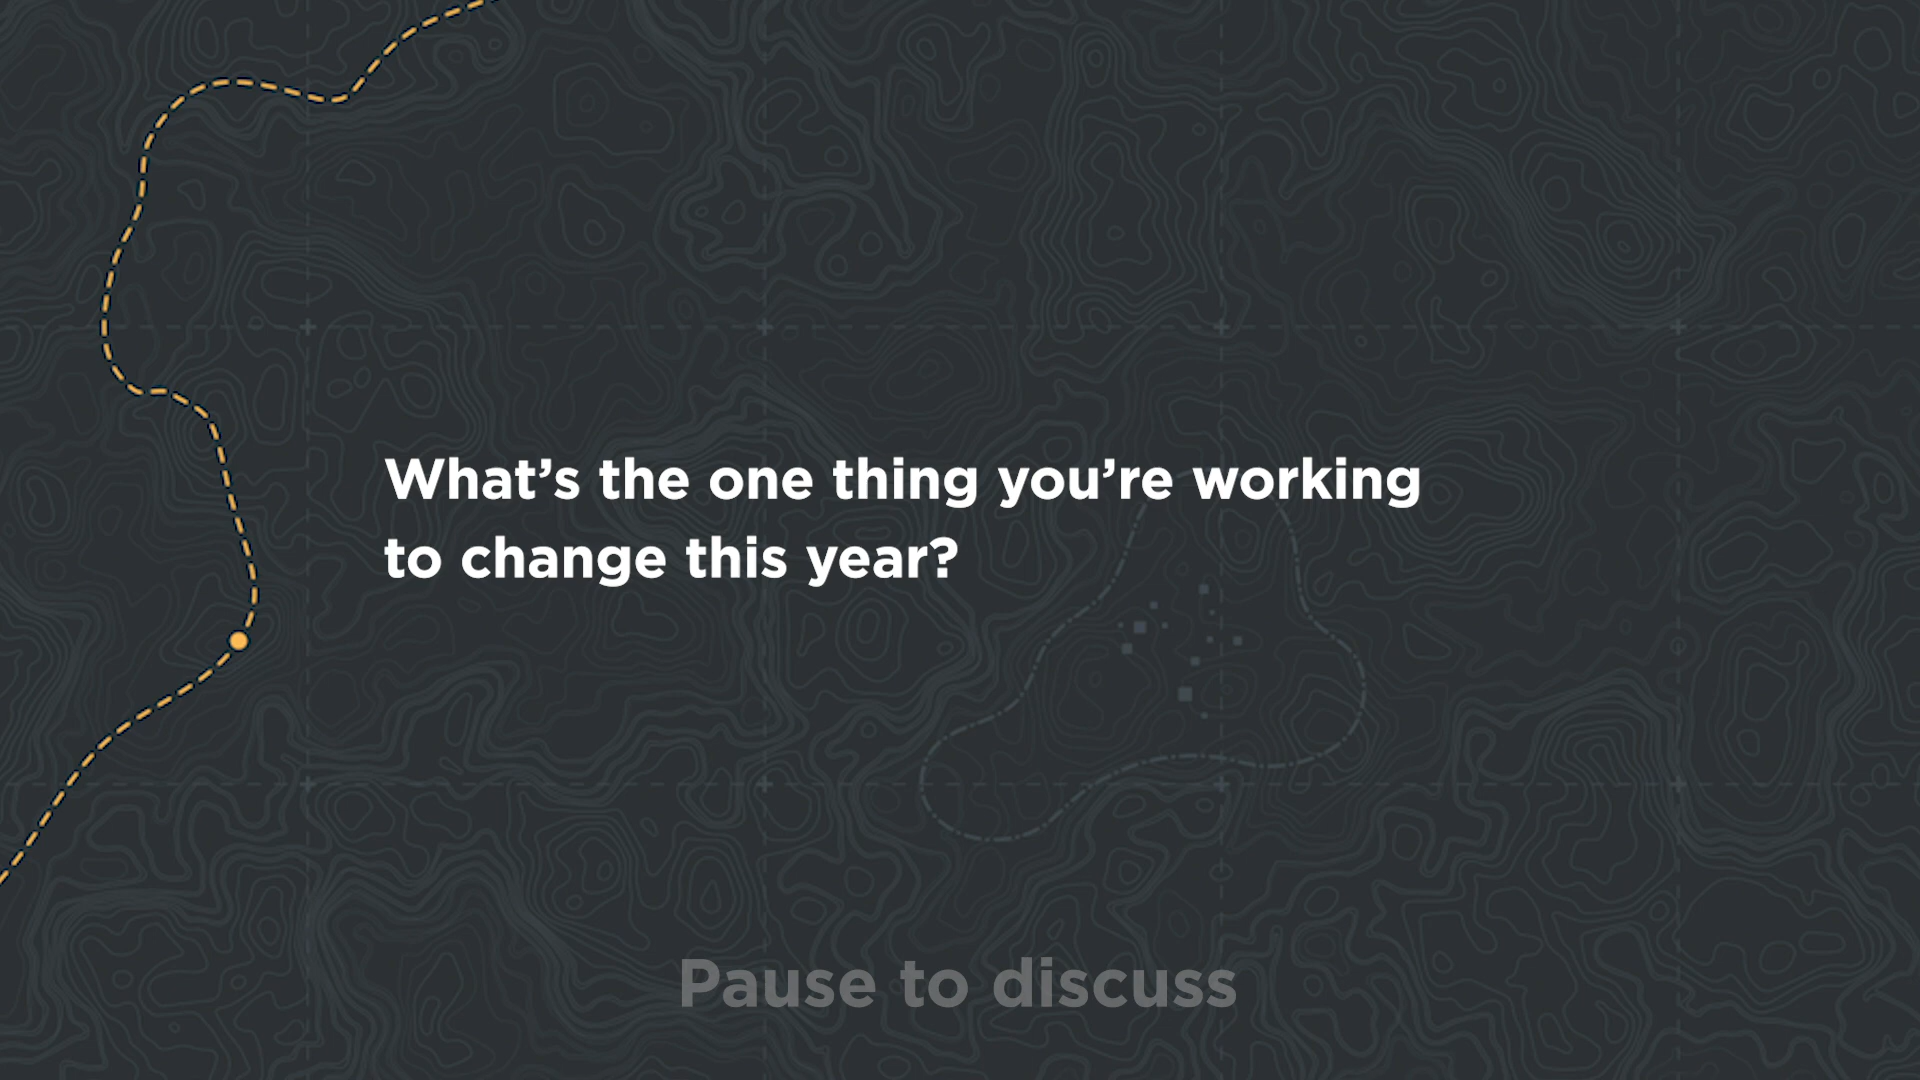 What’s the one thing you’re working
to change this year?
Pause to discuss